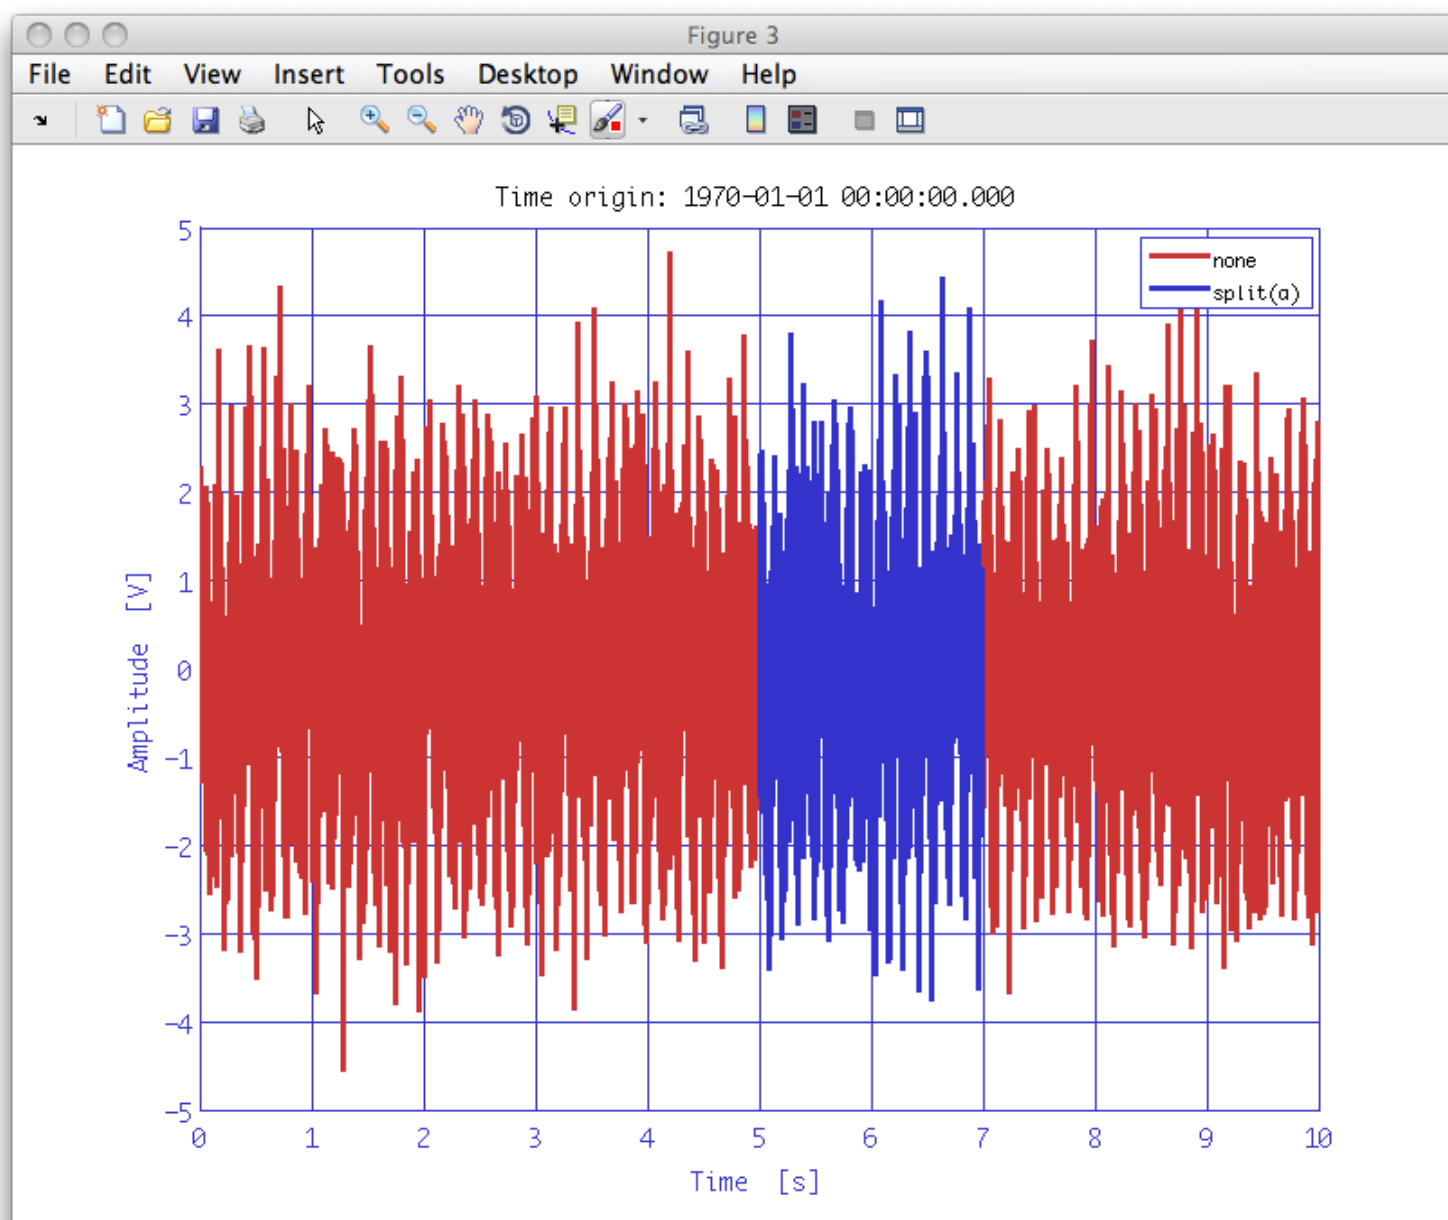 Figure 3
File Edit View Insert Tools Desktop Window Help
Time origin: 1970-01-01 00:00:00.000
none
split(a)
5
4
3
2
1
0
-1
-2
-3
-4
-5
Amplitude [V]
0 1 2 3 4 5 6 7 8 9 10
Time [s]